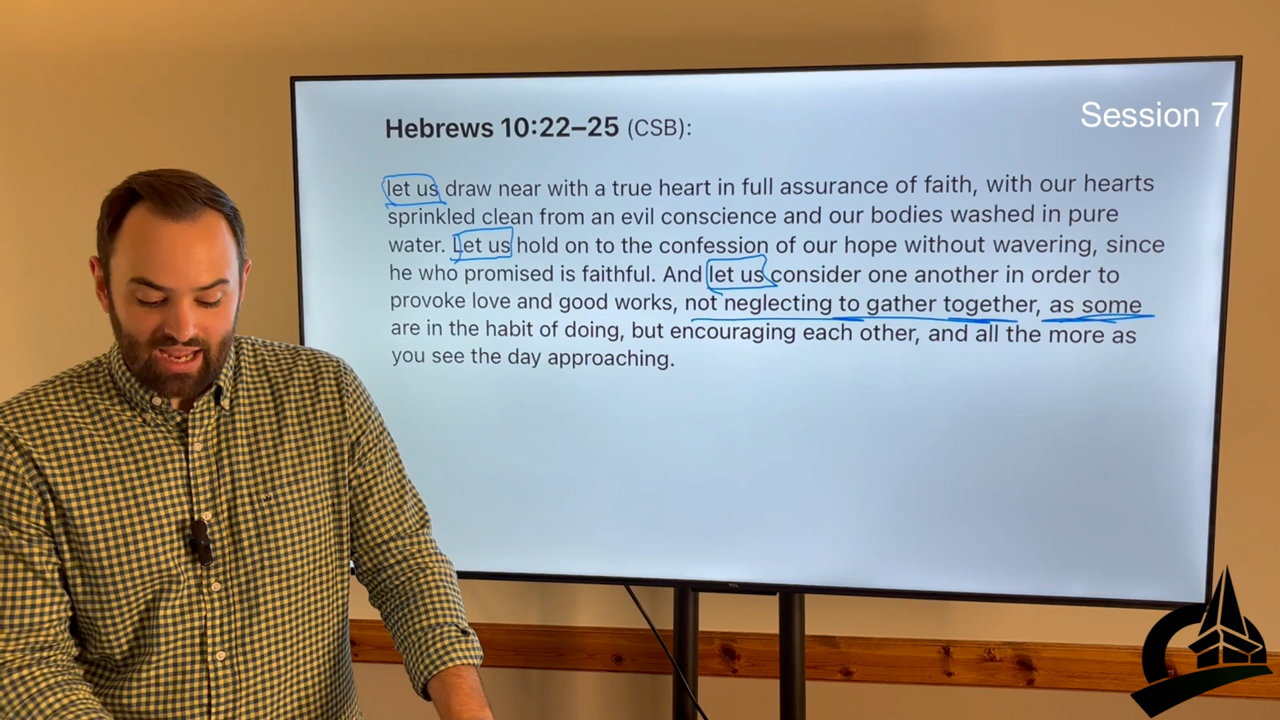 Session 7
Hebrews 10:22–25 (CSB):
let us draw near with a true heart in full assurance of faith, with our hearts
sprinkled clean from an evil conscience and our bodies washed in pure
water. Let us hold on to the confession of our hope without wavering, since
he who promised is faithful. And let us consider one another in order to
provoke love and good works, not neglecting to gather together, as some
are in the habit of doing, but encouraging each other, and all the more as
you see the day approaching.
TCL